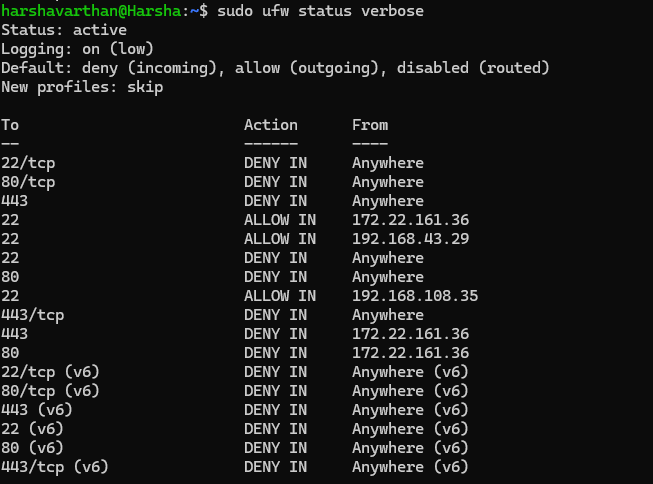 harshavarthan@Harsha:~$ sudo ufw status verbose
Status: active
Logging: on (low)
Default: deny (incoming), allow (outgoing), disabled (routed)
New profiles: skip

To                         Action      From
--                         ------      ----
22/tcp                     DENY IN     Anywhere
80/tcp                     DENY IN     Anywhere
443                        DENY IN     Anywhere
22                         ALLOW IN    172.22.161.36
22                         ALLOW IN    192.168.43.29
22                         DENY IN     Anywhere
80                         DENY IN     Anywhere
22                         ALLOW IN    192.168.108.35
443/tcp                    DENY IN     Anywhere
443                        DENY IN     172.22.161.36
80                         DENY IN     172.22.161.36
22/tcp (v6)                DENY IN     Anywhere (v6)
80/tcp (v6)                DENY IN     Anywhere (v6)
443 (v6)                   DENY IN     Anywhere (v6)
22 (v6)                    DENY IN     Anywhere (v6)
80 (v6)                    DENY IN     Anywhere (v6)
443/tcp (v6)               DENY IN     Anywhere (v6)